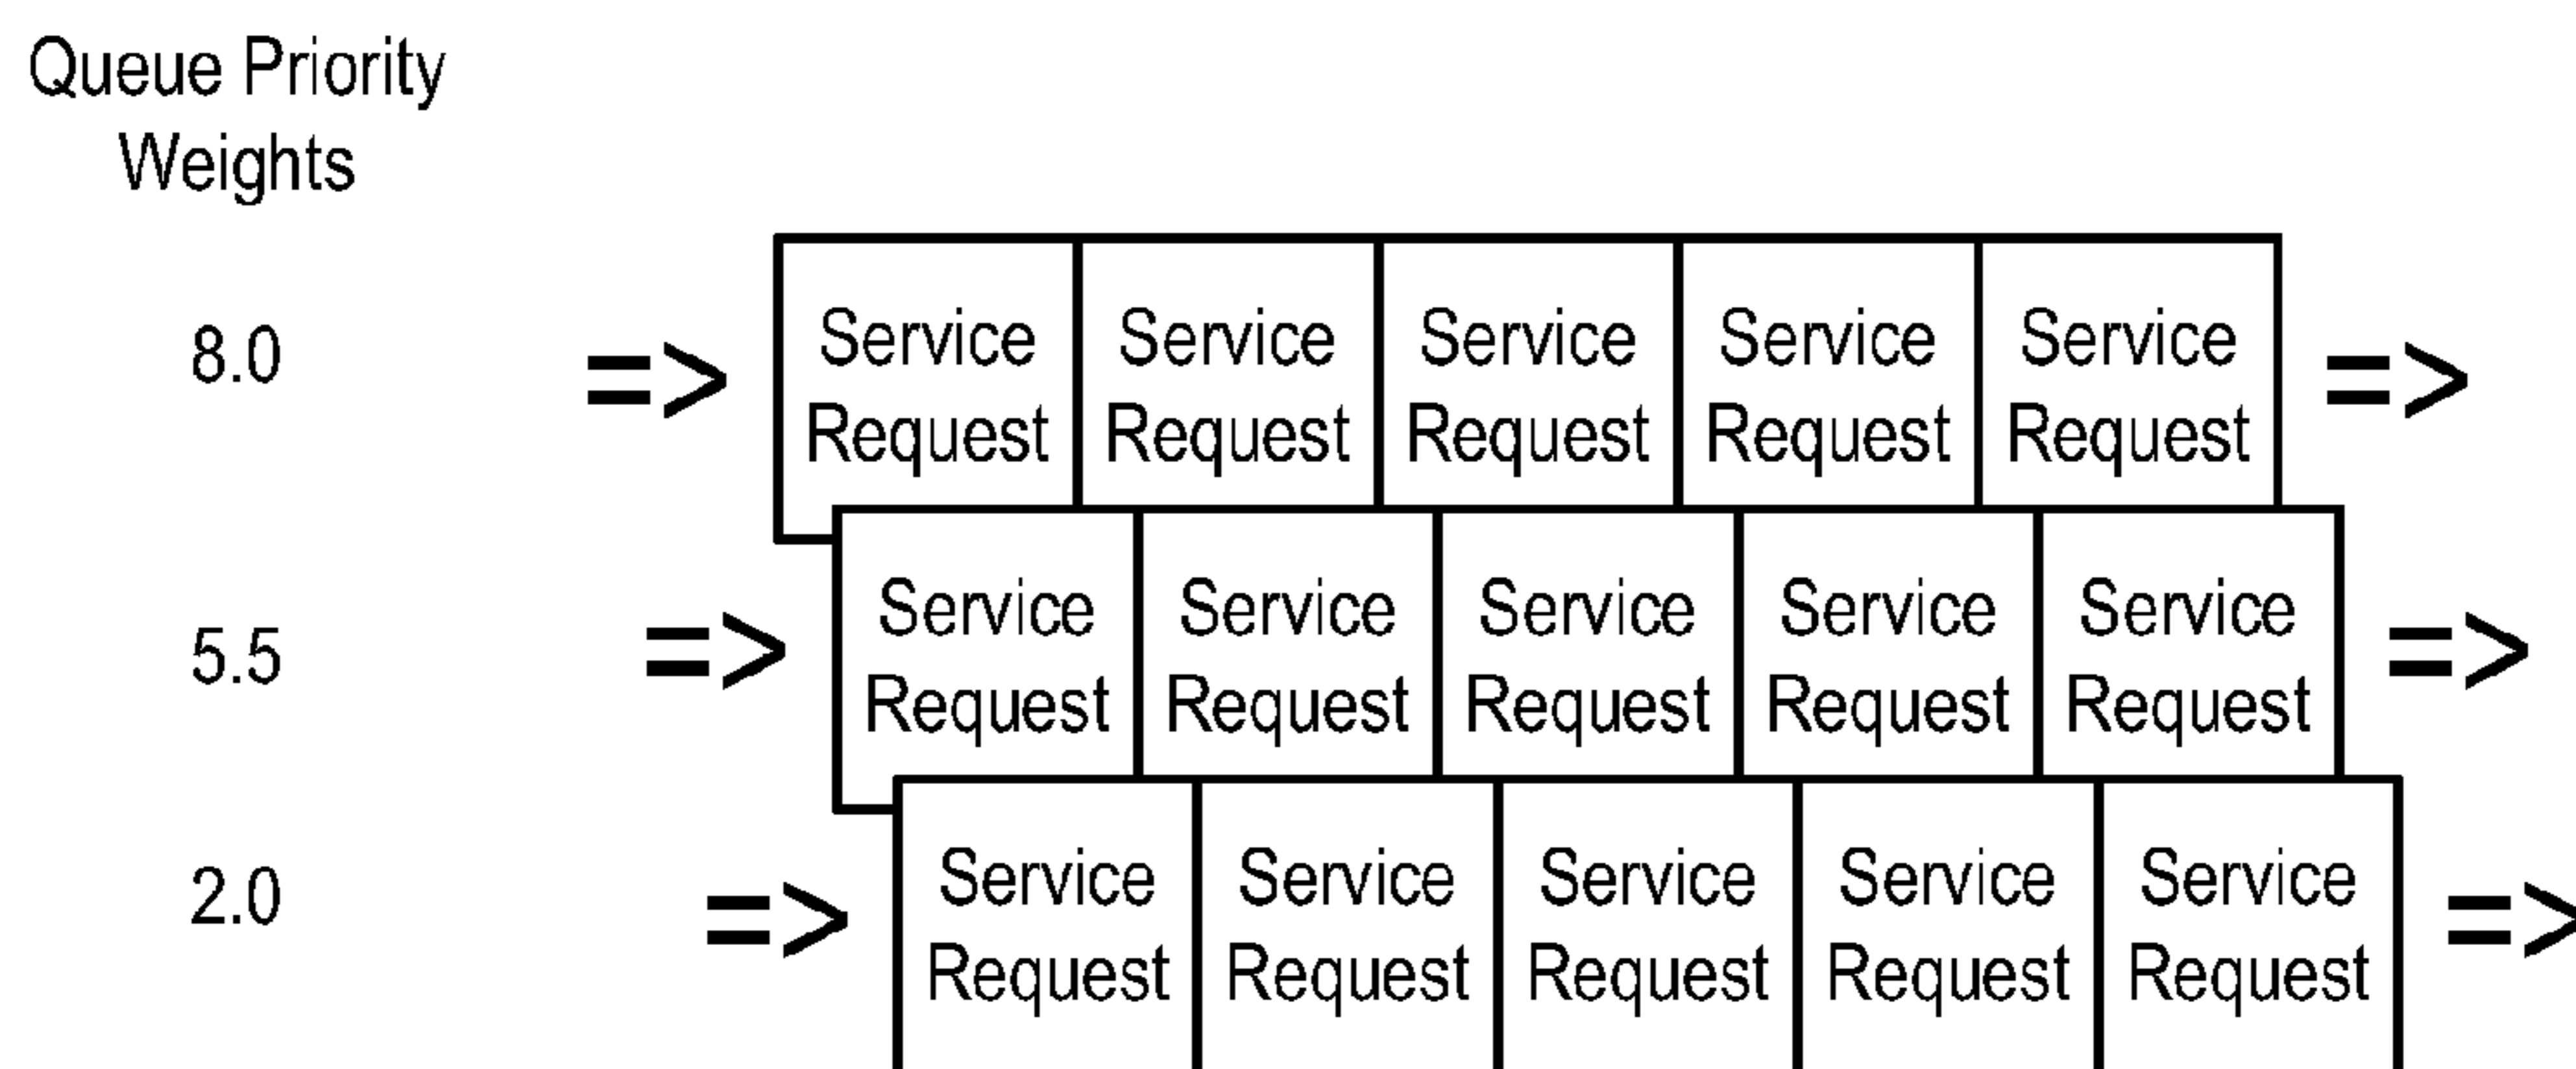 Queue Priority
Weights
8.0 => Service Service Service Service Service =>
Request Request Request Request Request
5.5 => Service Service Service Service Service =>
Request Request Request Request Request
2.0 => Service Service Service Service Service =>
Request Request Request Request Request